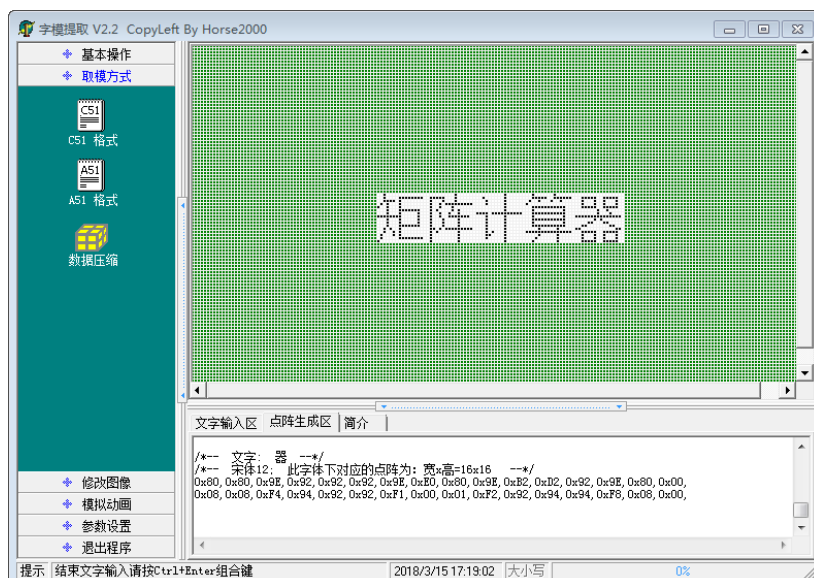 字模提取 V2.2 CopyLeft By Horse2000
基本操作
取模方式
C51
C51 格式
A51
A51 格式
数据压缩
修改图像
模拟动画
参数设置
退出程序
矩阵计算器
文字输入区 点阵生成区 简介
/*-- 文字: 器 --*/
/*-- 宋体12; 此字体下对应的点阵为: 宽x高=16x16 --*/
0x80,0x80,0x9E,0x92,0x92,0x92,0x9E,0xE0,0x80,0x9E,0xB2,0xD2,0x92,0x9E,0x80,0x00,
0x08,0x08,0xF4,0x94,0x92,0x92,0xF1,0x00,0x01,0xF2,0x92,0x94,0x94,0xF8,0x08,0x00,
提示 结束文字输入请按Ctrl+Enter组合键 2018/3/15 17:19:02 大小写 0%